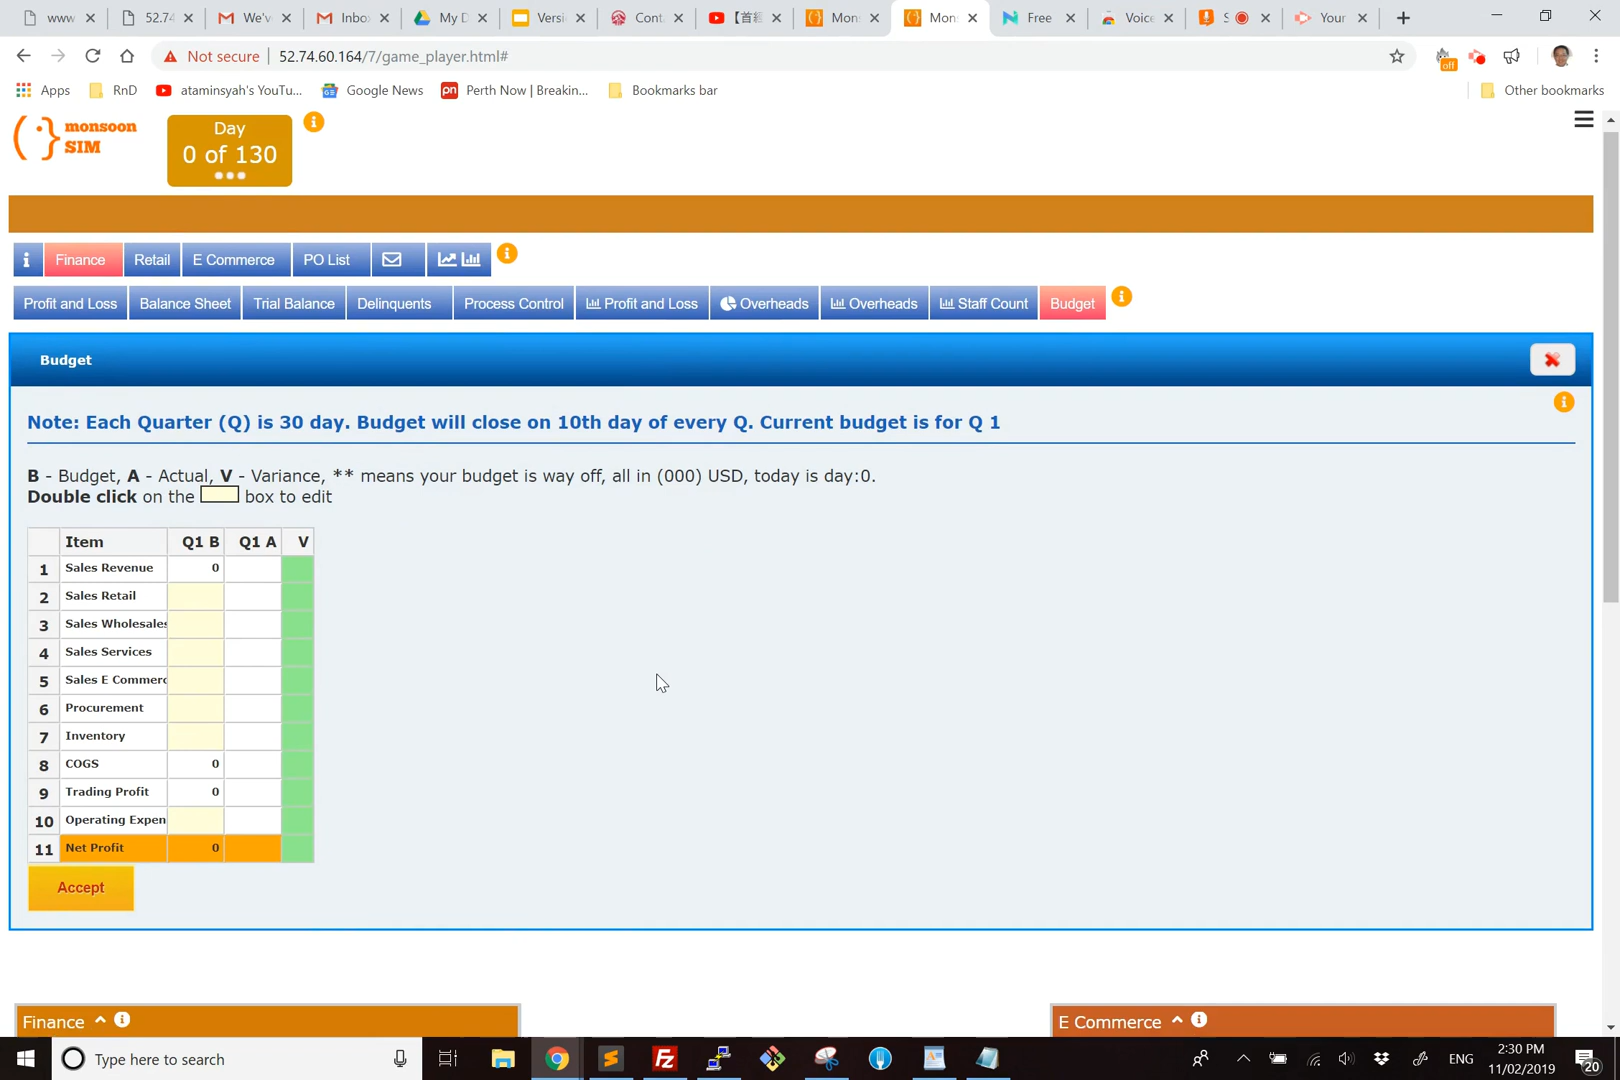 www
52.74
We'v
Inbo
My D
Versi
Cont
【首
Mon
Mons
Free
Voice
S
Your
Not secure
52.74.60.164/7/game_player.html#
off
Apps
RnD
ataminsyah's YouTu...
Google News
pn
Perth Now | Breakin...
Bookmarks bar
Other bookmarks
monsoon
SIM
Day
0 of 130
Finance
Retail
E Commerce
PO List
Profit and Loss
Balance Sheet
Trial Balance
Delinquents
Process Control
Profit and Loss
Overheads
Overheads
Staff Count
Budget
Budget
Note: Each Quarter (Q) is 30 day. Budget will close on 10th day of every Q. Current budget is for Q 1
B - Budget, A - Actual, V - Variance, ** means your budget is way off, all in (000) USD, today is day:0.
Double click on the box to edit
Item Q1 B Q1 A V
1 Sales Revenue 0
2 Sales Retail
3 Sales Wholesales
4 Sales Services
5 Sales E Commerc
6 Procurement
7 Inventory
8 COGS 0
9 Trading Profit 0
10 Operating Expen
11 Net Profit 0
Accept
Finance
E Commerce
Type here to search
ENG
2:30 PM
11/02/2019
20